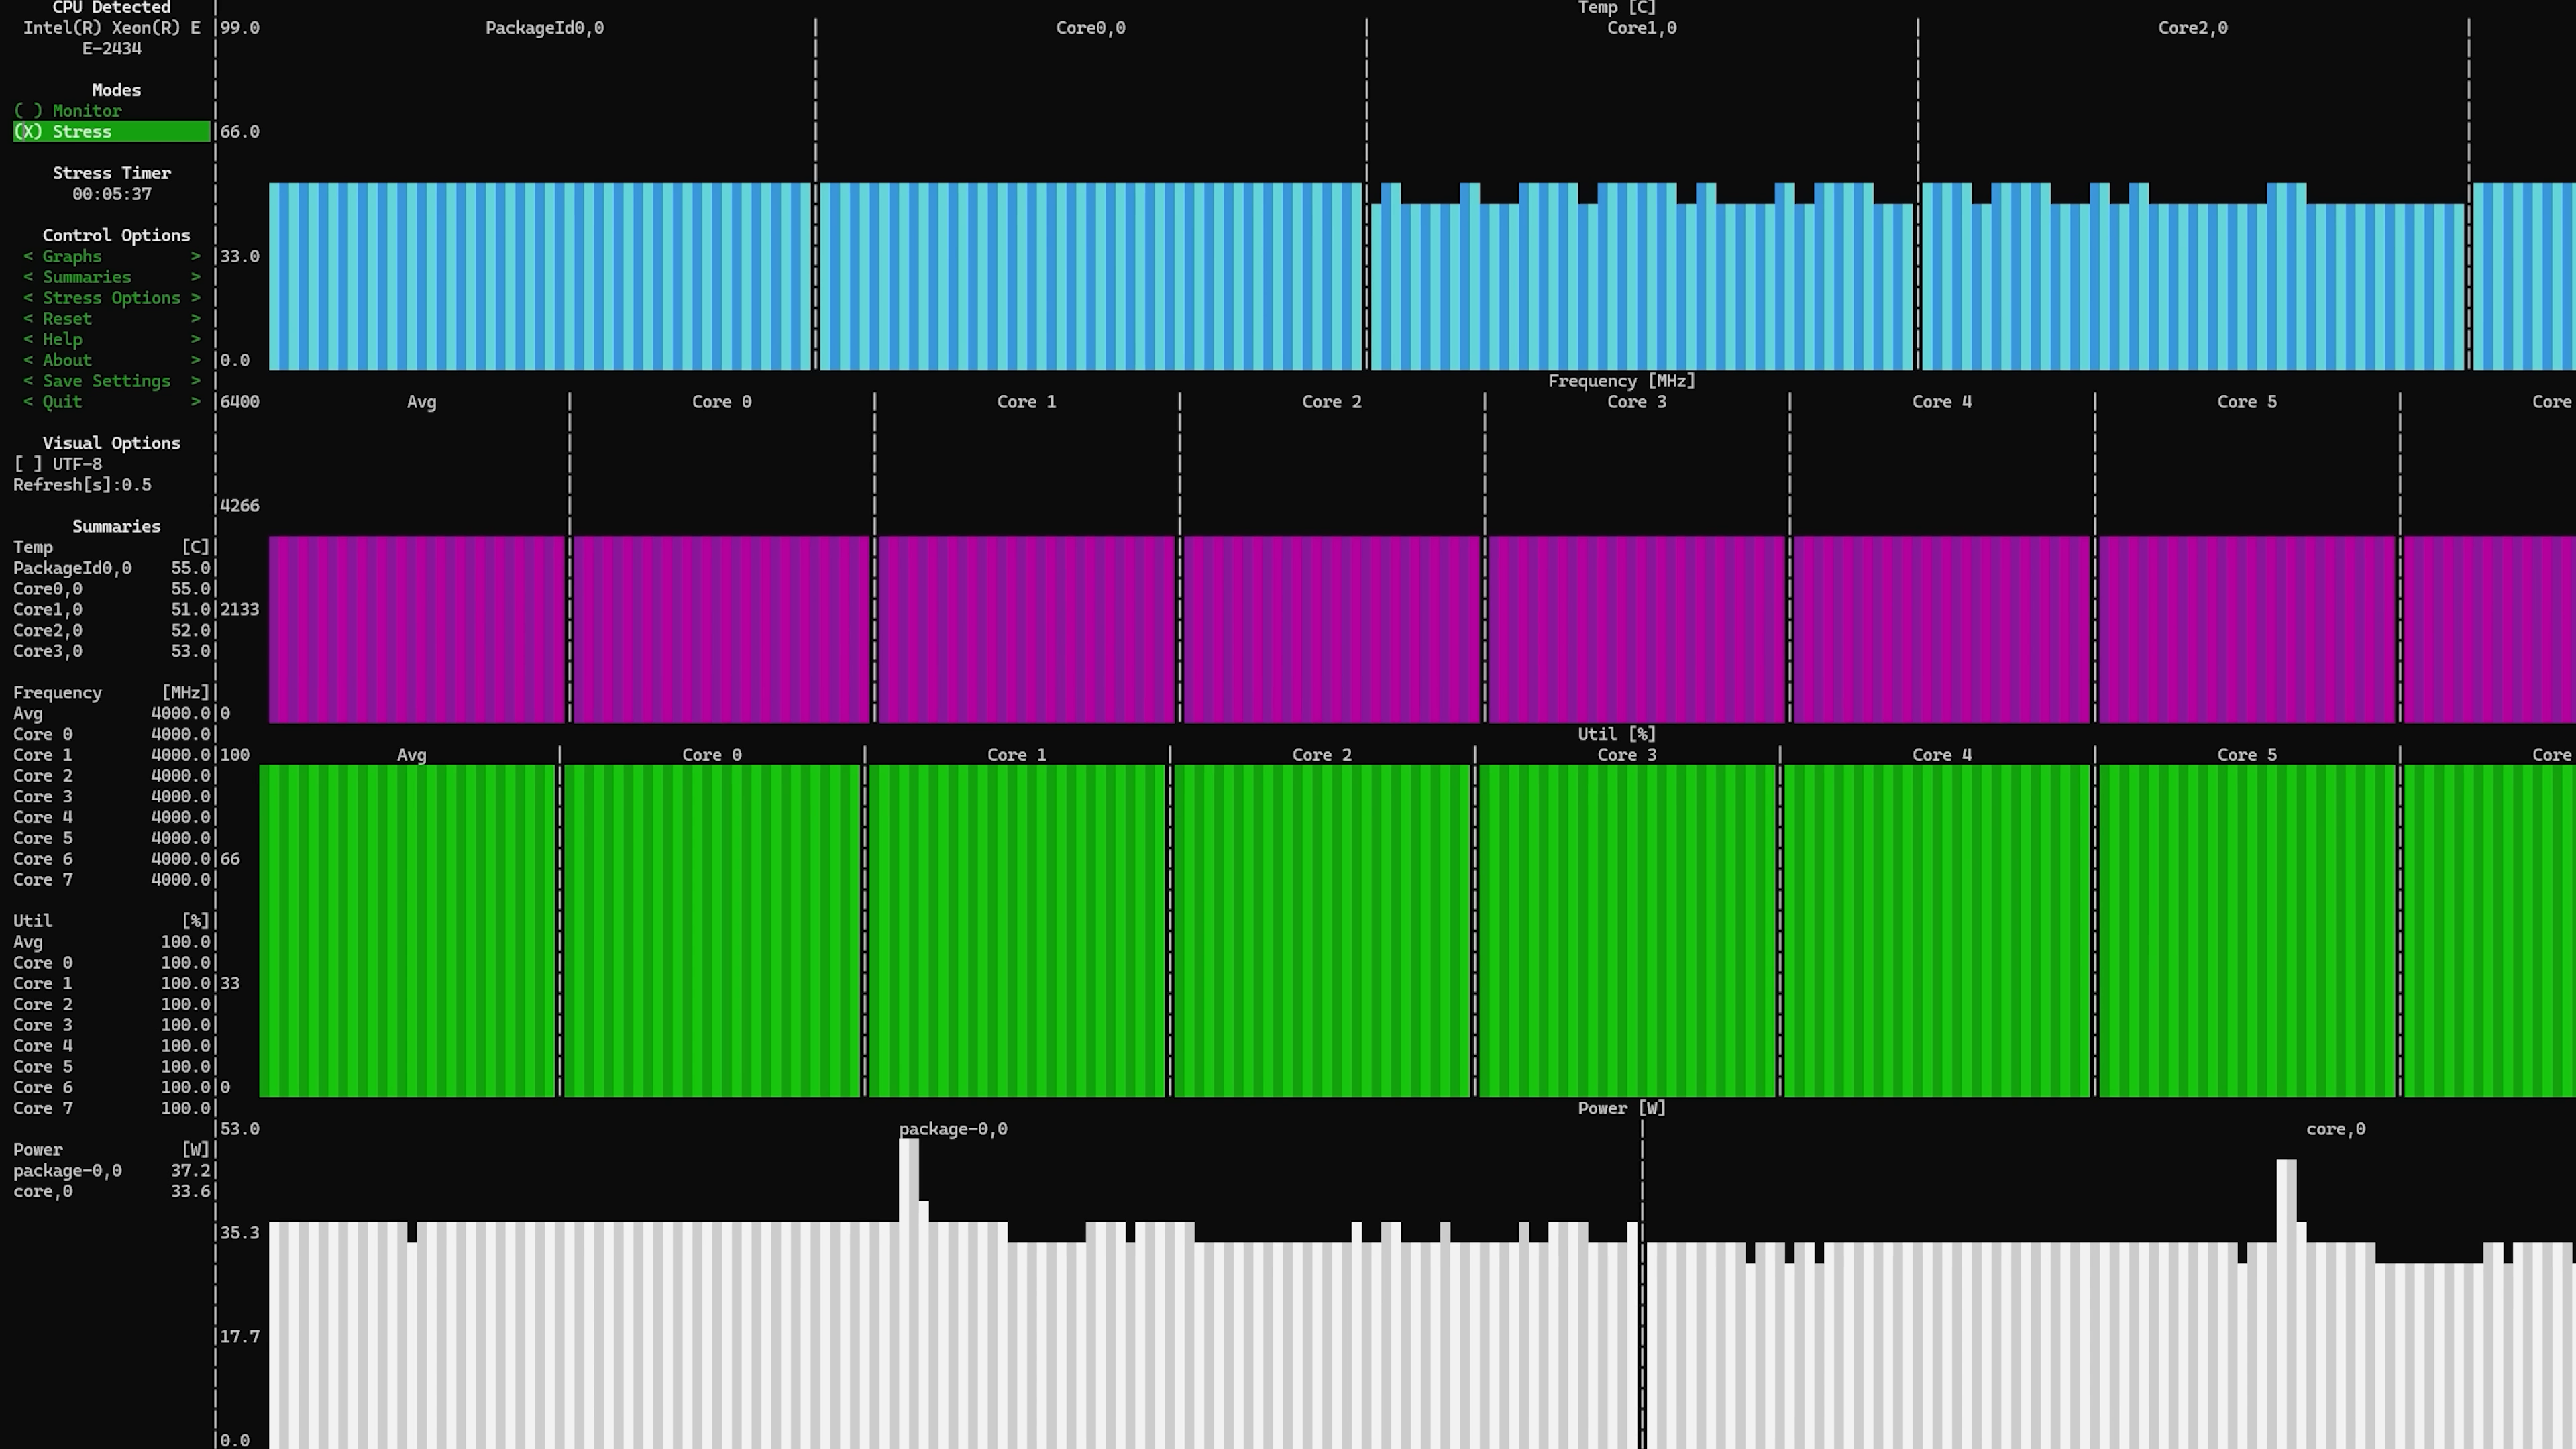 CPU Detected
Intel(R) Xeon(R) E
E-2434
Modes
( ) Monitor
(X) Stress
Stress Timer
00:05:37
Control Options
< Graphs >
< Summaries >
< Stress Options >
< Reset >
< Help >
< About >
< Save Settings >
< Quit >
Visual Options
[ ] UTF-8
Refresh[s]:0.5
Summaries
Temp [C]
PackageId0,0 55.0
Core0,0 55.0
Core1,0 51.0
Core2,0 52.0
Core3,0 53.0
Frequency [MHz]
Avg 4000.0
Core 0 4000.0
Core 1 4000.0
Core 2 4000.0
Core 3 4000.0
Core 4 4000.0
Core 5 4000.0
Core 6 4000.0
Core 7 4000.0
Util [%]
Avg 100.0
Core 0 100.0
Core 1 100.0
Core 2 100.0
Core 3 100.0
Core 4 100.0
Core 5 100.0
Core 6 100.0
Core 7 100.0
Power [W]
package-0,0 37.2
core,0 33.6
Temp [C]
99.0 PackageId0,0 Core0,0 Core1,0 Core2,0
66.0
33.0
0.0
Frequency [MHz]
6400 Avg Core 0 Core 1 Core 2 Core 3 Core 4 Core 5 Core
4266
2133
0
Util [%]
100 Avg Core 0 Core 1 Core 2 Core 3 Core 4 Core 5 Core
66
33
0
Power [W]
53.0 package-0,0 core,0
35.3
17.7
0.0